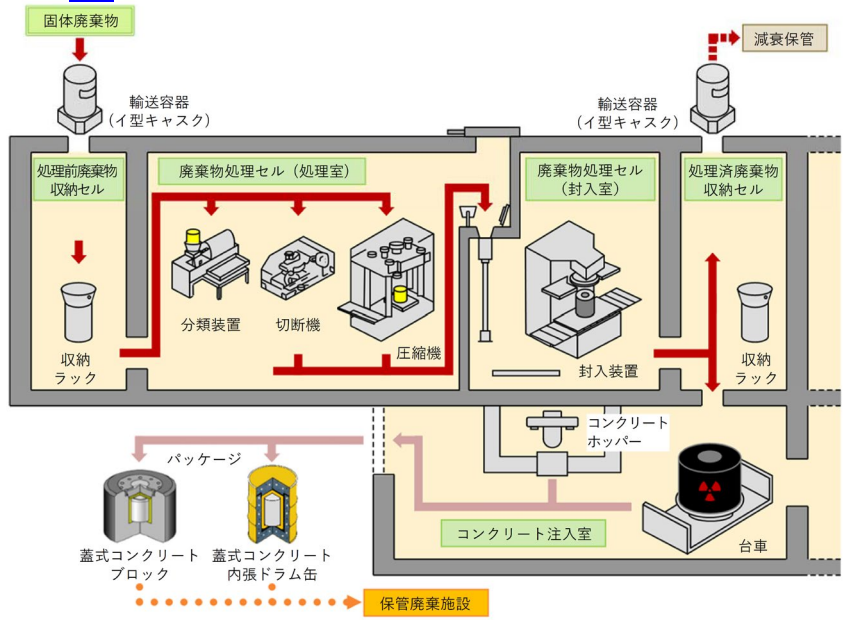 固体廃棄物
減衰保管
輸送容器
（イ型キャスク）
輸送容器
（イ型キャスク）
処理前廃棄物
収納セル
廃棄物処理セル（処理室）
廃棄物処理セル
（封入室）
処理済廃棄物
収納セル
分類装置
切断機
圧縮機
収納
ラック
封入装置
収納
ラック
コンクリート
ホッパー
パッケージ
コンクリート注入室
台車
蓋式コンクリート
ブロック
蓋式コンクリート
内張ドラム缶
保管廃棄施設